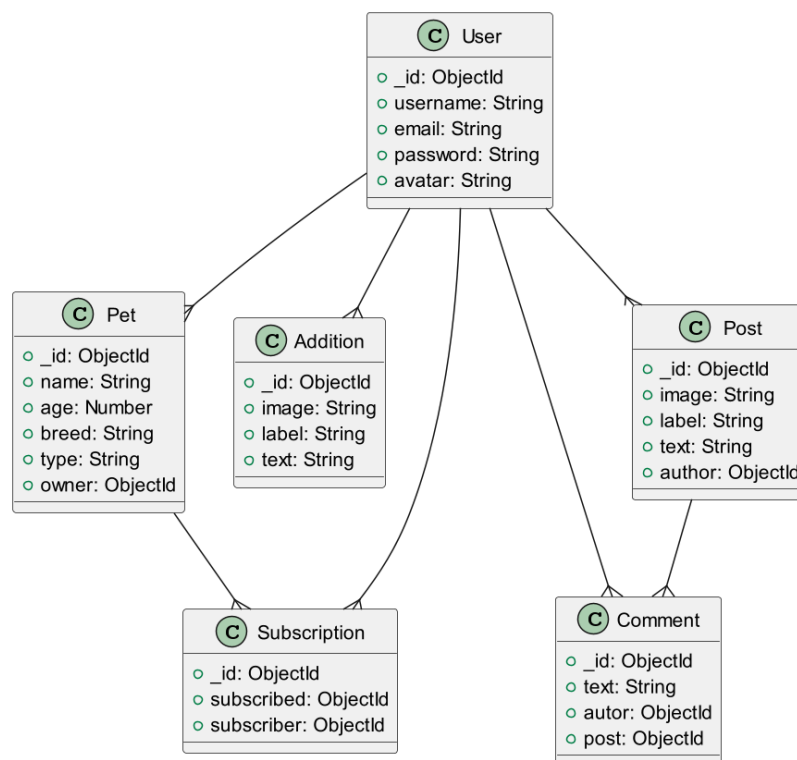 C User
_id: ObjectId
username: String
email: String
password: String
avatar: String
C Pet
_id: ObjectId
name: String
age: Number
breed: String
type: String
owner: ObjectId
C Addition
_id: ObjectId
image: String
label: String
text: String
C Post
_id: ObjectId
image: String
label: String
text: String
author: ObjectId
C Subscription
_id: ObjectId
subscribed: ObjectId
subscriber: ObjectId
C Comment
_id: ObjectId
text: String
autor: ObjectId
post: ObjectId